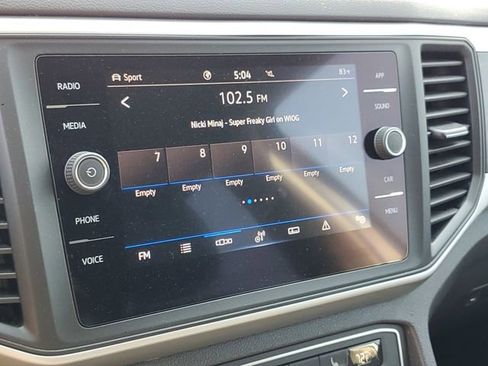 RADIO
MEDIA
PHONE
VOICE
Sport
5:04
83°F
102.5 FM
Nicki Minaj - Super Freaky Girl on WIOG
7 8 9 10 11 12
Empty Empty Empty Empty Empty Empty
FM
APP
SOUND
CAR
MENU